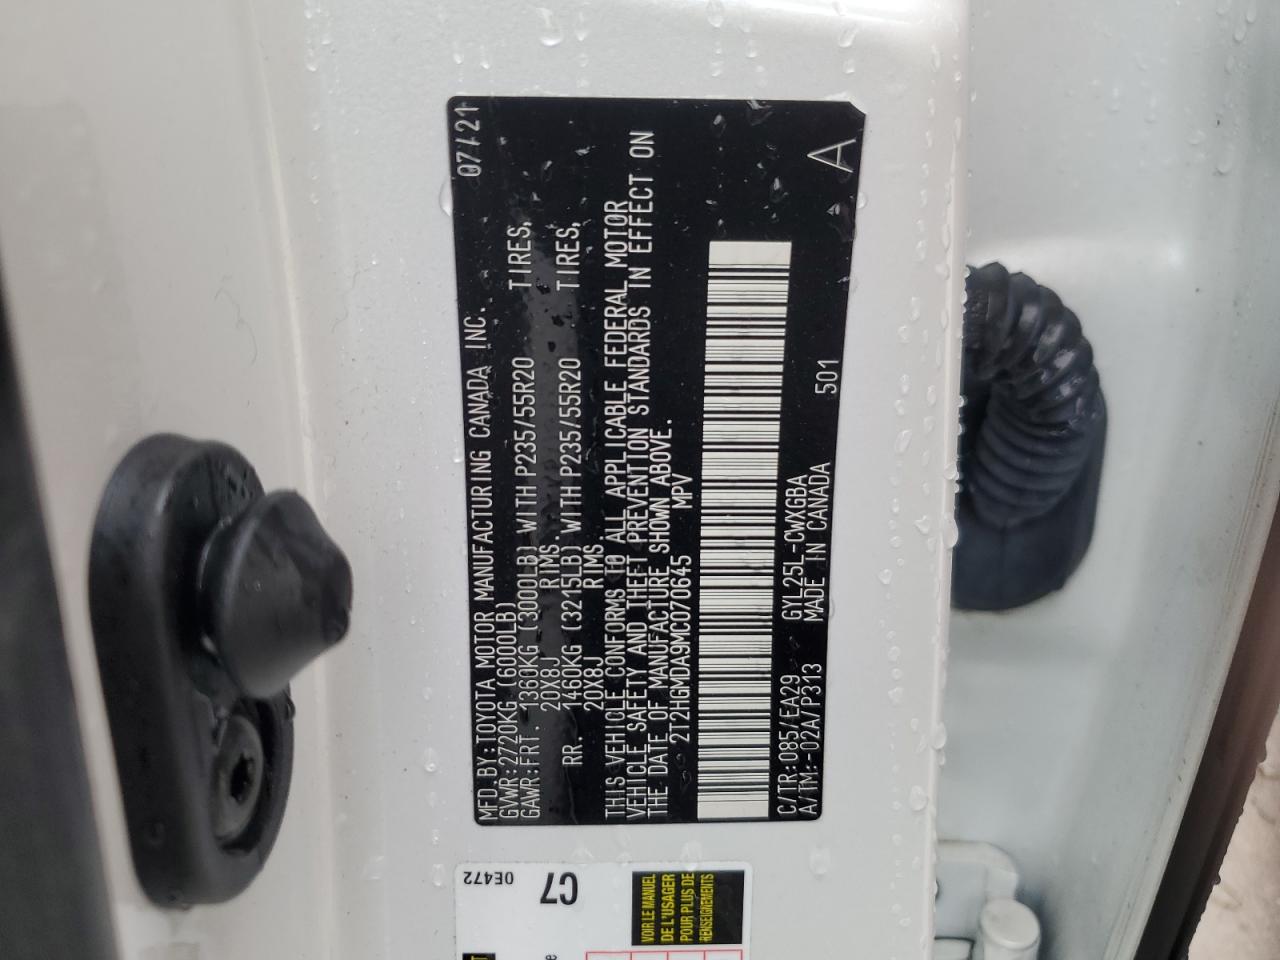 MFD.BY:TOYOTA MOTOR MANUFACTURING CANADA INC. 07/21
GVWR:2720KG (6000LB)
GAWR:FRT. 1360KG (3000LB) WITH P235/55R20 TIRES,
20X8J RIMS.
RR. 1460KG (3215LB) WITH P235/55R20 TIRES,
20X8J RIMS
THIS VEHICLE CONFORMS TO ALL APPLICABLE FEDERAL MOTOR
VEHICLE SAFETY AND THEFT PREVENTION STANDARDS IN EFFECT ON
THE DATE OF MANUFACTURE SHOWN ABOVE.
2T2HGMDA9MC070645 MPV
C/TR:085/EA29 GYL25L-CWXGBA 501
A/TM:-02A/P313 MADE IN CANADA
A
0E472
C7
VOIR LE MANUEL
DE L'USAGER
POUR PLUS DE
RENSEIGNEMENTS